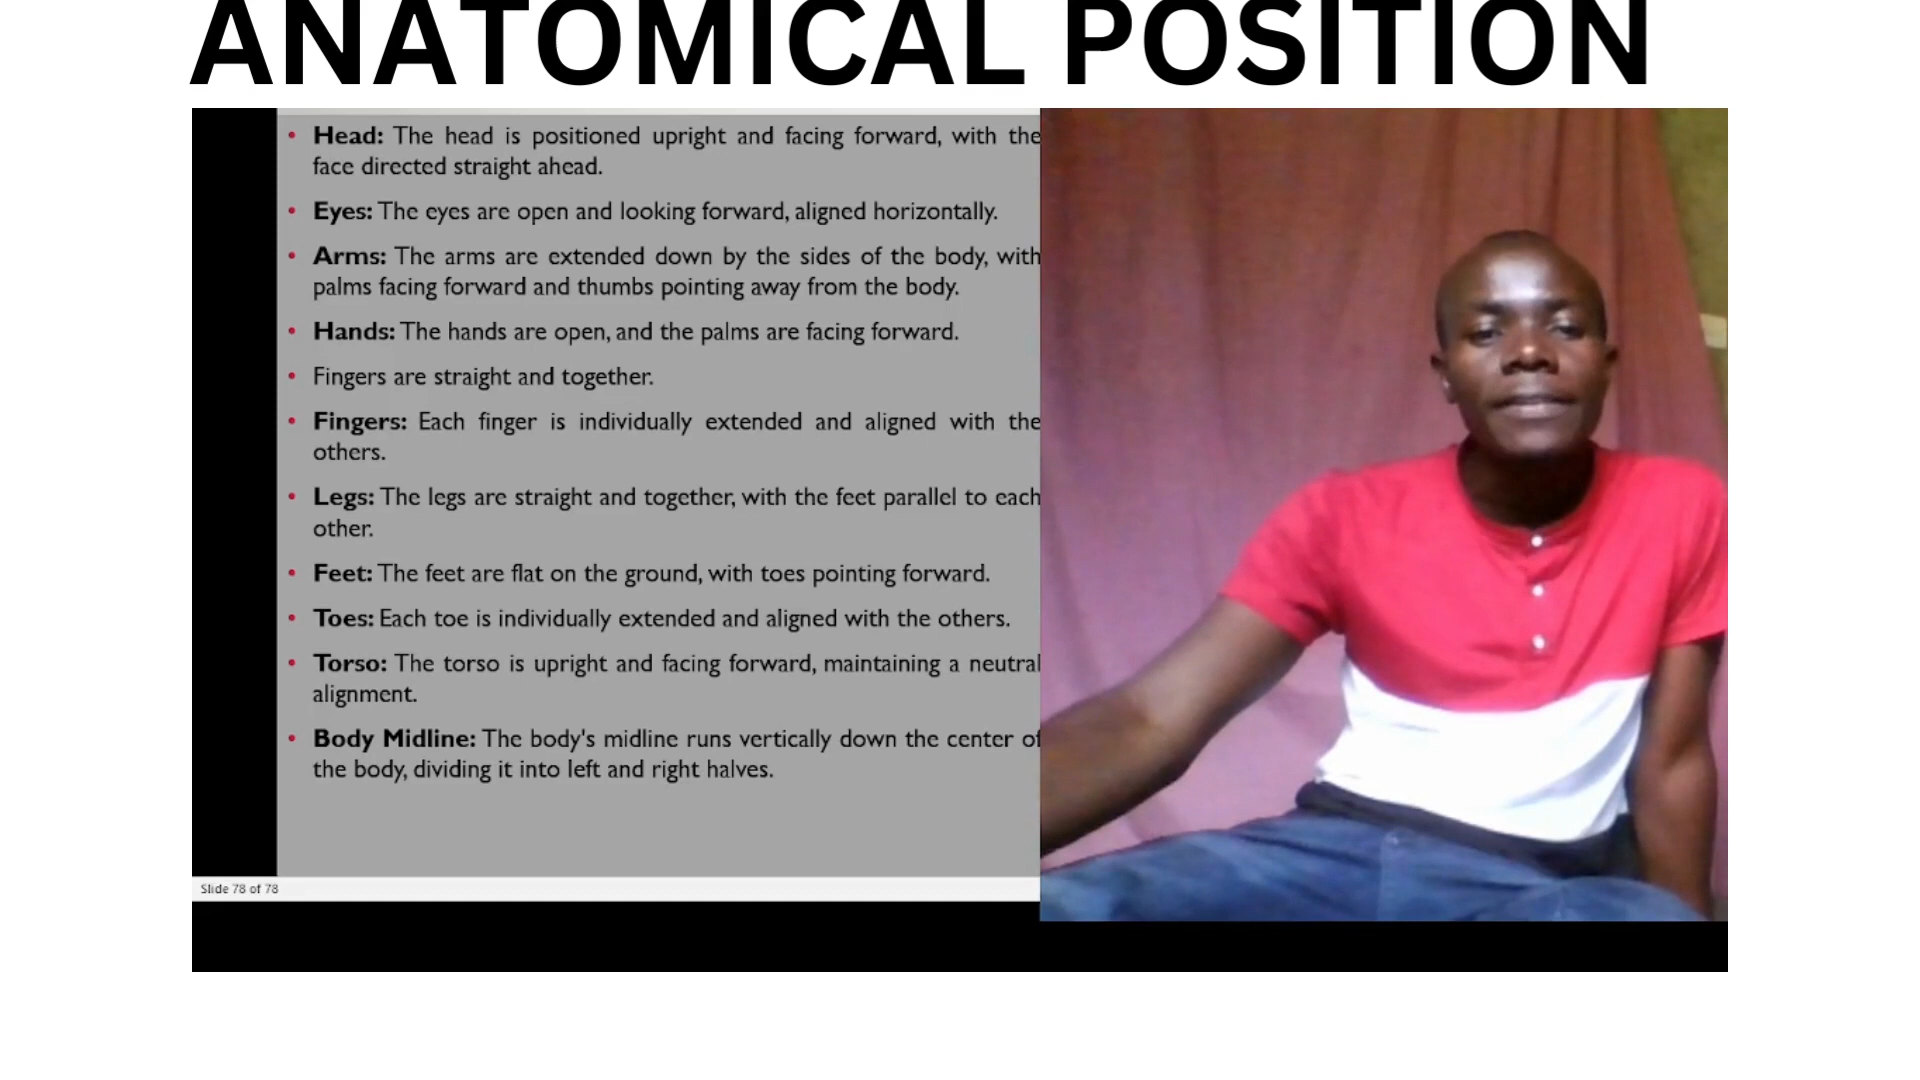 ANATOMICAL POSITION
• Head: The head is positioned upright and facing forward, with the
face directed straight ahead.
• Eyes: The eyes are open and looking forward, aligned horizontally.
• Arms: The arms are extended down by the sides of the body, with
palms facing forward and thumbs pointing away from the body.
• Hands: The hands are open, and the palms are facing forward.
• Fingers are straight and together.
• Fingers: Each finger is individually extended and aligned with the
others.
• Legs: The legs are straight and together, with the feet parallel to each
other.
• Feet: The feet are flat on the ground, with toes pointing forward.
• Toes: Each toe is individually extended and aligned with the others.
• Torso: The torso is upright and facing forward, maintaining a neutral
alignment.
• Body Midline: The body's midline runs vertically down the center of
the body, dividing it into left and right halves.
Slide 78 of 78